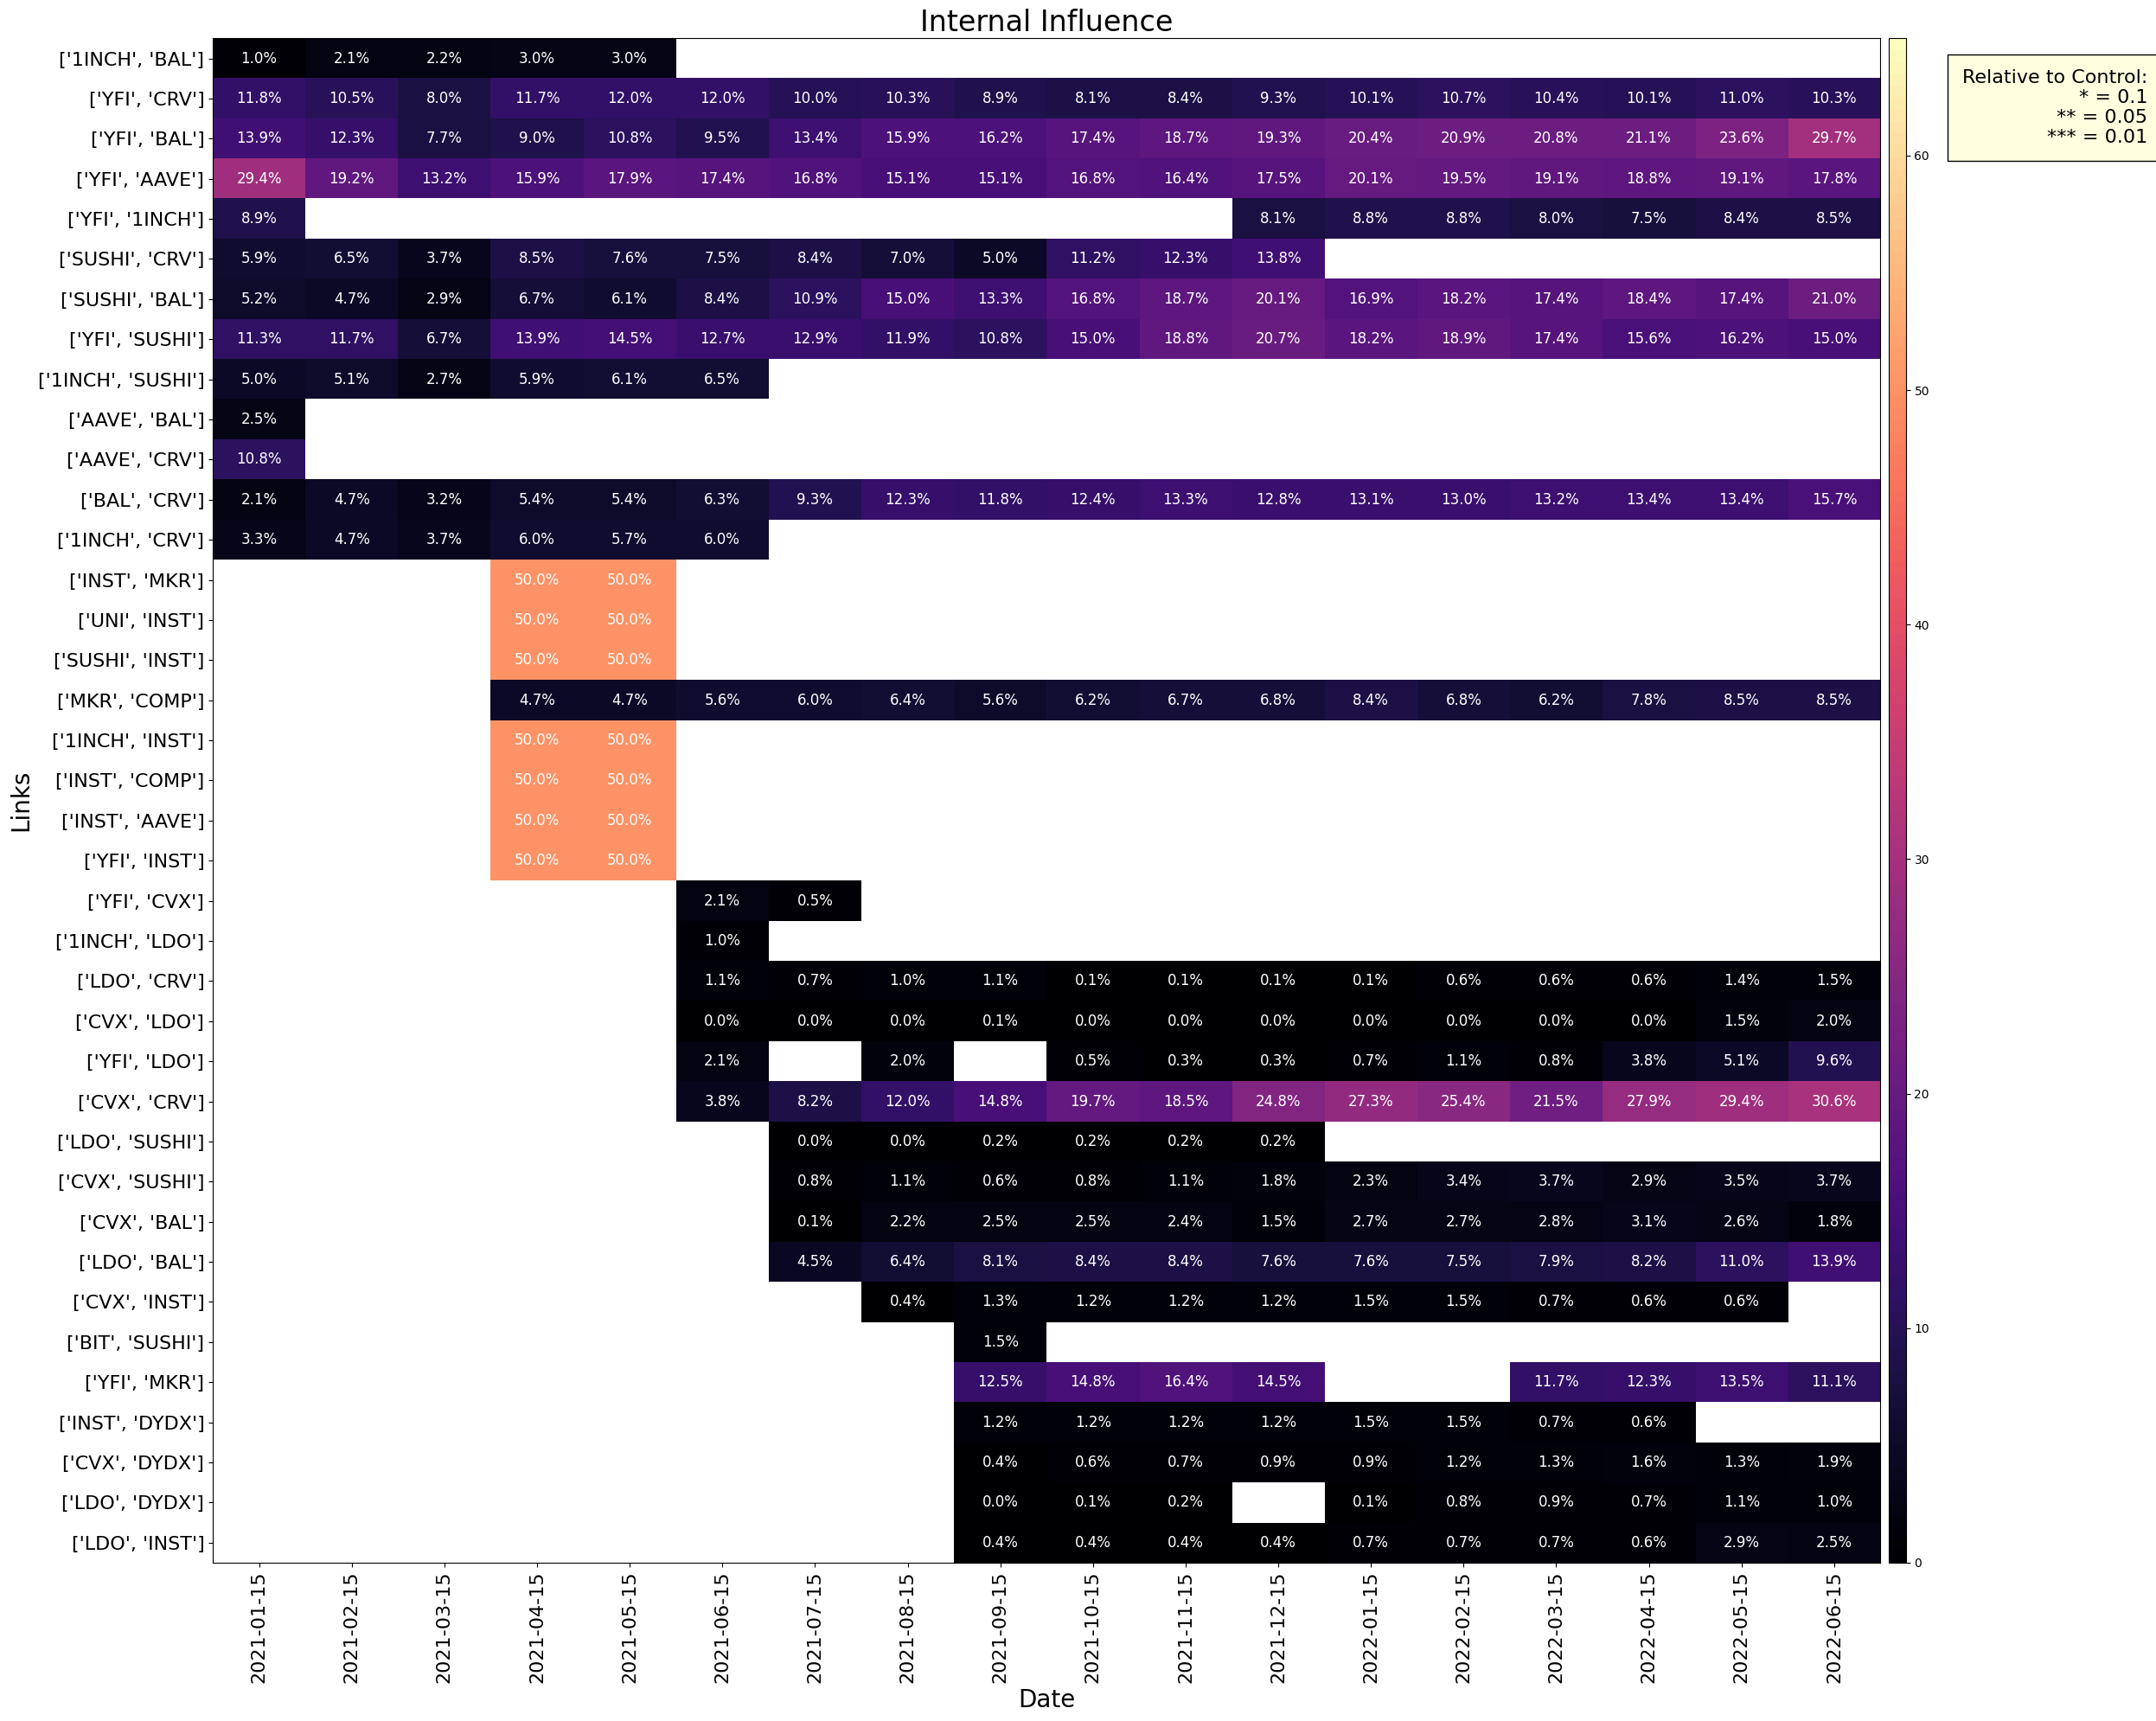 Internal Influence
Relative to Control:
* = 0.1
** = 0.05
*** = 0.01
['1INCH', 'BAL'] 1.0% 2.1% 2.2% 3.0% 3.0%
['YFI', 'CRV'] 11.8% 10.5% 8.0% 11.7% 12.0% 12.0% 10.0% 10.3% 8.9% 8.1% 8.4% 9.3% 10.1% 10.7% 10.4% 10.1% 11.0% 10.3%
['YFI', 'BAL'] 13.9% 12.3% 7.7% 9.0% 10.8% 9.5% 13.4% 15.9% 16.2% 17.4% 18.7% 19.3% 20.4% 20.9% 20.8% 21.1% 23.6% 29.7%
['YFI', 'AAVE'] 29.4% 19.2% 13.2% 15.9% 17.9% 17.4% 16.8% 15.1% 15.1% 16.8% 16.4% 17.5% 20.1% 19.5% 19.1% 18.8% 19.1% 17.8%
['YFI', '1INCH'] 8.9% 8.1% 8.8% 8.8% 8.0% 7.5% 8.4% 8.5%
['SUSHI', 'CRV'] 5.9% 6.5% 3.7% 8.5% 7.6% 7.5% 8.4% 7.0% 5.0% 11.2% 12.3% 13.8%
['SUSHI', 'BAL'] 5.2% 4.7% 2.9% 6.7% 6.1% 8.4% 10.9% 15.0% 13.3% 16.8% 18.7% 20.1% 16.9% 18.2% 17.4% 18.4% 17.4% 21.0%
['YFI', 'SUSHI'] 11.3% 11.7% 6.7% 13.9% 14.5% 12.7% 12.9% 11.9% 10.8% 15.0% 18.8% 20.7% 18.2% 18.9% 17.4% 15.6% 16.2% 15.0%
['1INCH', 'SUSHI'] 5.0% 5.1% 2.7% 5.9% 6.1% 6.5%
['AAVE', 'BAL'] 2.5%
['AAVE', 'CRV'] 10.8%
['BAL', 'CRV'] 2.1% 4.7% 3.2% 5.4% 5.4% 6.3% 9.3% 12.3% 11.8% 12.4% 13.3% 12.8% 13.1% 13.0% 13.2% 13.4% 13.4% 15.7%
['1INCH', 'CRV'] 3.3% 4.7% 3.7% 6.0% 5.7% 6.0%
['INST', 'MKR'] 50.0% 50.0%
['UNI', 'INST'] 50.0% 50.0%
['SUSHI', 'INST'] 50.0% 50.0%
['MKR', 'COMP'] 4.7% 4.7% 5.6% 6.0% 6.4% 5.6% 6.2% 6.7% 6.8% 8.4% 6.8% 6.2% 7.8% 8.5% 8.5%
['1INCH', 'INST'] 50.0% 50.0%
['INST', 'COMP'] 50.0% 50.0%
['INST', 'AAVE'] 50.0% 50.0%
['YFI', 'INST'] 50.0% 50.0%
['YFI', 'CVX'] 2.1% 0.5%
['1INCH', 'LDO'] 1.0%
['LDO', 'CRV'] 1.1% 0.7% 1.0% 1.1% 0.1% 0.1% 0.1% 0.1% 0.6% 0.6% 0.6% 1.4% 1.5%
['CVX', 'LDO'] 0.0% 0.0% 0.0% 0.1% 0.0% 0.0% 0.0% 0.0% 0.0% 0.0% 0.0% 1.5% 2.0%
['YFI', 'LDO'] 2.1% 2.0% 0.5% 0.3% 0.3% 0.7% 1.1% 0.8% 3.8% 5.1% 9.6%
['CVX', 'CRV'] 3.8% 8.2% 12.0% 14.8% 19.7% 18.5% 24.8% 27.3% 25.4% 21.5% 27.9% 29.4% 30.6%
['LDO', 'SUSHI'] 0.0% 0.0% 0.2% 0.2% 0.2% 0.2%
['CVX', 'SUSHI'] 0.8% 1.1% 0.6% 0.8% 1.1% 1.8% 2.3% 3.4% 3.7% 2.9% 3.5% 3.7%
['CVX', 'BAL'] 0.1% 2.2% 2.5% 2.5% 2.4% 1.5% 2.7% 2.7% 2.8% 3.1% 2.6% 1.8%
['LDO', 'BAL'] 4.5% 6.4% 8.1% 8.4% 8.4% 7.6% 7.6% 7.5% 7.9% 8.2% 11.0% 13.9%
['CVX', 'INST'] 0.4% 1.3% 1.2% 1.2% 1.2% 1.5% 1.5% 0.7% 0.6% 0.6%
['BIT', 'SUSHI'] 1.5%
['YFI', 'MKR'] 12.5% 14.8% 16.4% 14.5% 11.7% 12.3% 13.5% 11.1%
['INST', 'DYDX'] 1.2% 1.2% 1.2% 1.2% 1.5% 1.5% 0.7% 0.6%
['CVX', 'DYDX'] 0.4% 0.6% 0.7% 0.9% 0.9% 1.2% 1.3% 1.6% 1.3% 1.9%
['LDO', 'DYDX'] 0.0% 0.1% 0.2% 0.1% 0.8% 0.9% 0.7% 1.1% 1.0%
['LDO', 'INST'] 0.4% 0.4% 0.4% 0.4% 0.7% 0.7% 0.7% 0.6% 2.9% 2.5%
Links
60
50
40
30
20
10
0
2021-01-15
2021-02-15
2021-03-15
2021-04-15
2021-05-15
2021-06-15
2021-07-15
2021-08-15
2021-09-15
2021-10-15
2021-11-15
2021-12-15
2022-01-15
2022-02-15
2022-03-15
2022-04-15
2022-05-15
2022-06-15
Date